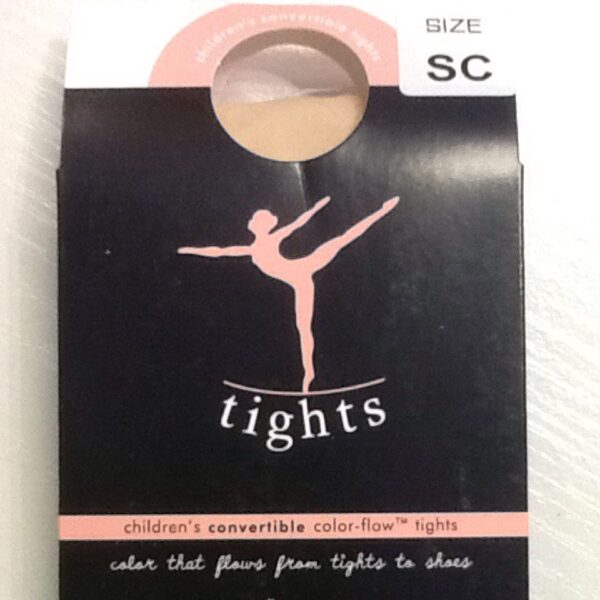 children's convertible tights
SIZE
SC
tights
children's convertible color-flow™ tights
color that flows from tights to shoes